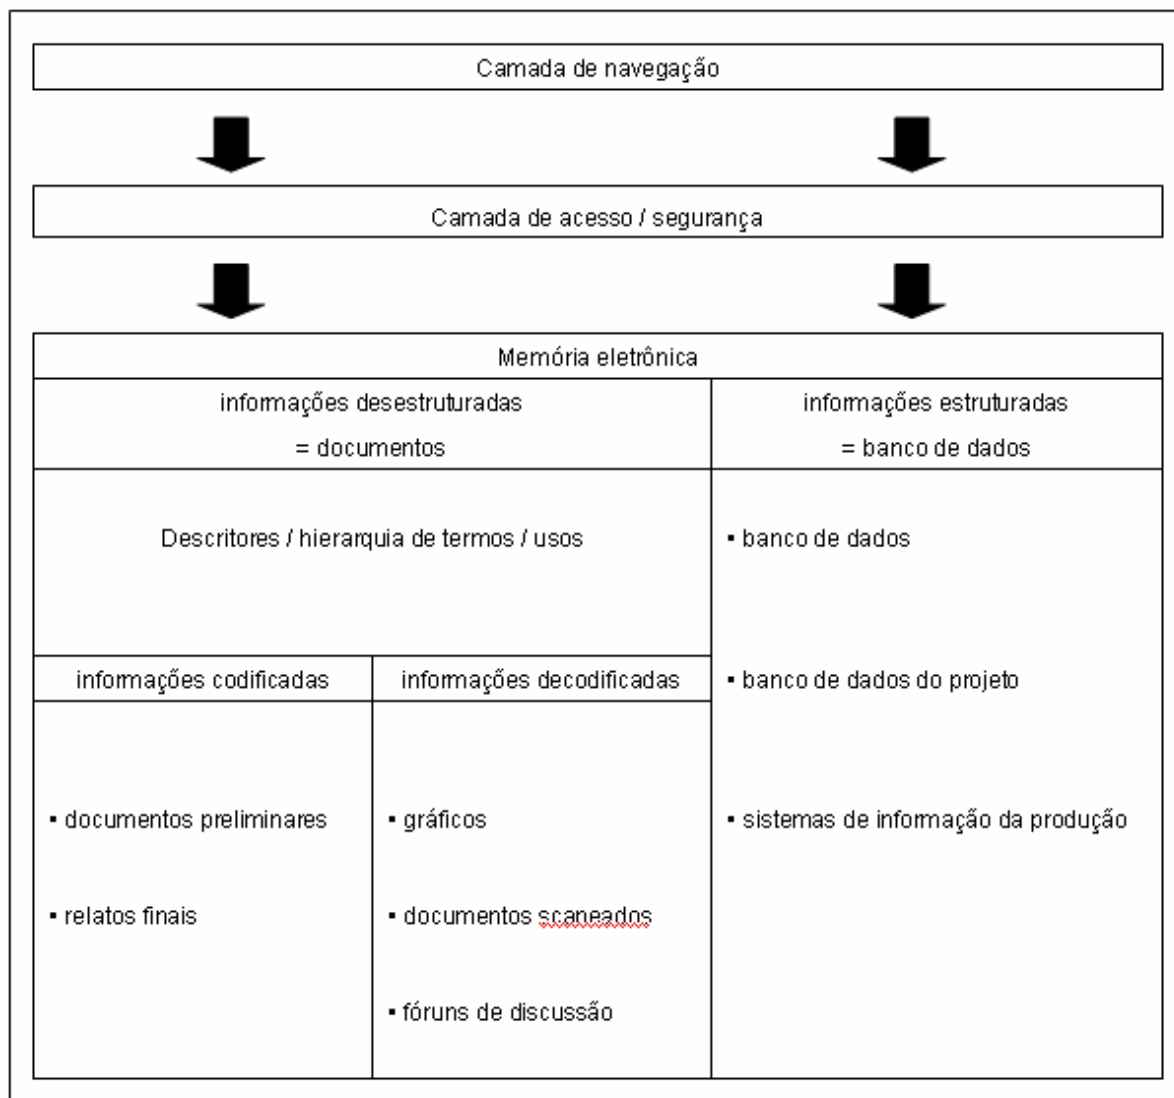 Camada de navegação
Camada de acesso / segurança
Memória eletrônica
informações desestruturadas
= documentos
informações estruturadas
= banco de dados
Descritores / hierarquia de termos / usos
informações codificadas
▪ documentos preliminares
▪ relatos finais
informações decodificadas
▪ gráficos
▪ documentos scaneados
▪ fóruns de discussão
▪ banco de dados
▪ banco de dados do projeto
▪ sistemas de informação da produção